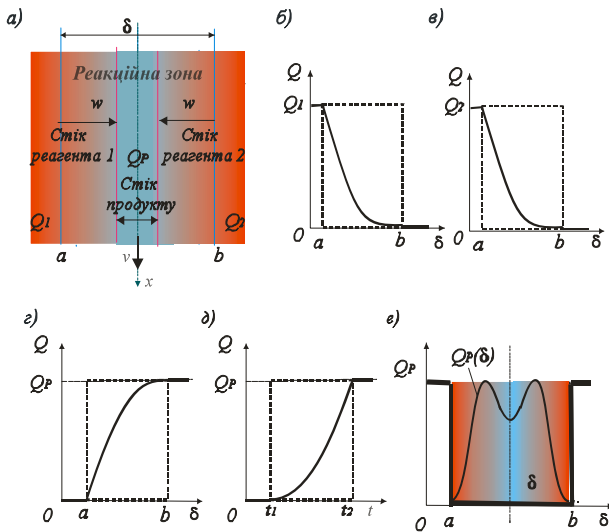 а)
δ
Реакційна зона
w
w
Стік
реагента 1
Стік
реагента 2
Qₚ
Стік
продукту
Q₁
Q₂
a
b
v
x
б)
Q
Q₁
0
a
b
δ
в)
Q
Q₂
0
a
b
δ
г)
Q
Qₚ
0
a
b
δ
д)
Q
Qₚ
0
t₁
t₂
t
е)
Qₚ
Qₚ(δ)
δ
0
a
b
δ